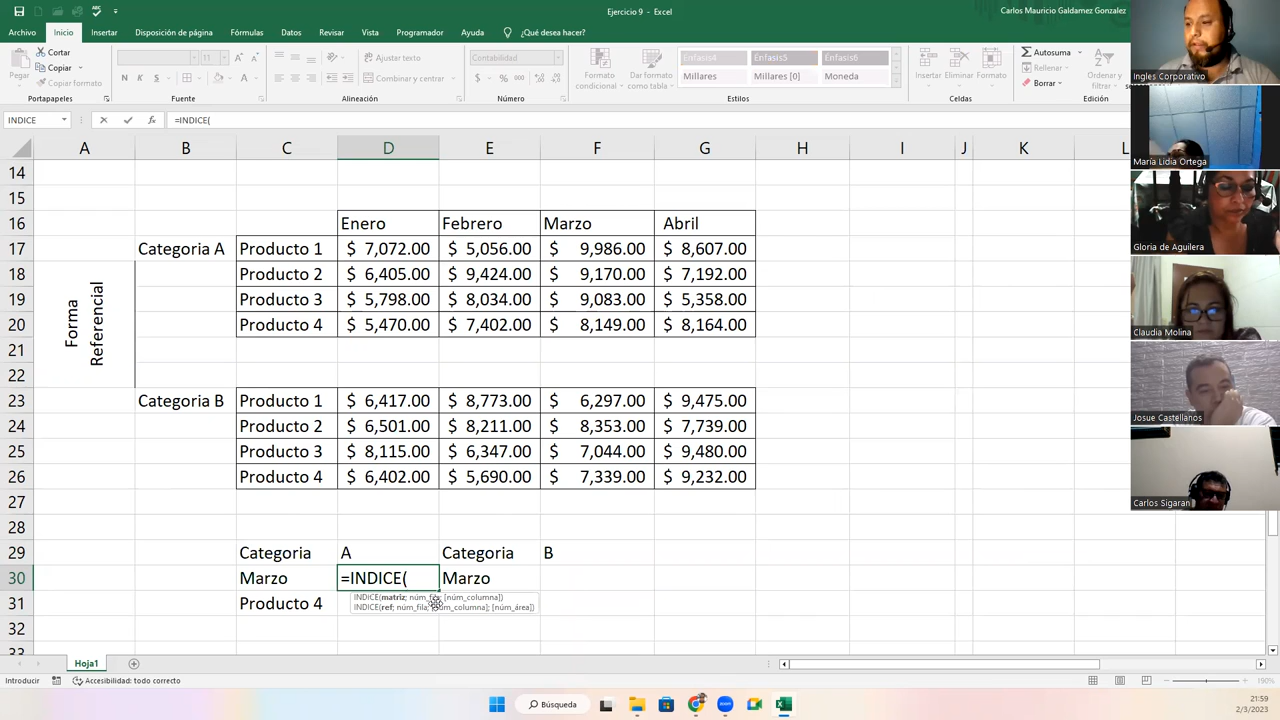 Ejercicio 9 - Excel
Carlos Mauricio Galdamez Gonzalez
Archivo Inicio Insertar Disposición de página Fórmulas Datos Revisar Vista Programador Ayuda ¿Qué desea hacer?
Pegar
Cortar
Copiar
Copiar formato
Portapapeles
11
N K S
Fuente
Ajustar texto
Combinar y centrar
Alineación
Contabilidad
Número
Formato condicional
Dar formato como tabla
Énfasis4 Énfasis5 Énfasis6
Millares Millares [0] Moneda
Estilos
Insertar Eliminar Formato
Celdas
Autosuma
Rellenar
Borrar
Ordenar y filtrar
Edición
INDICE =INDICE(
A B C D E F G H I J K L
14
15
16 Enero Febrero Marzo Abril
17 Categoria A Producto 1 $ 7,072.00 $ 5,056.00 $ 9,986.00 $ 8,607.00
18 Producto 2 $ 6,405.00 $ 9,424.00 $ 9,170.00 $ 7,192.00
19 Producto 3 $ 5,798.00 $ 8,034.00 $ 9,083.00 $ 5,358.00
20 Producto 4 $ 5,470.00 $ 7,402.00 $ 8,149.00 $ 8,164.00
Forma
Referencial
21
22
23 Categoria B Producto 1 $ 6,417.00 $ 8,773.00 $ 6,297.00 $ 9,475.00
24 Producto 2 $ 6,501.00 $ 8,211.00 $ 8,353.00 $ 7,739.00
25 Producto 3 $ 8,115.00 $ 6,347.00 $ 7,044.00 $ 9,480.00
26 Producto 4 $ 6,402.00 $ 5,690.00 $ 7,339.00 $ 9,232.00
27
28
29 Categoria A Categoria B
30 Marzo =INDICE( Marzo
INDICE(matriz; núm_fila; [núm_columna])
INDICE(ref; núm_fila; [núm_columna]; [núm_área])
31 Producto 4
32
33
Hoja1
Introducir Accesibilidad: todo correcto 190%
Búsqueda
21:59
2/3/2023
Ingles Corporativo
María Lidia Ortega
Gloria de Aguilera
Claudia Molina
Josue Castellanos
Carlos Sigaran